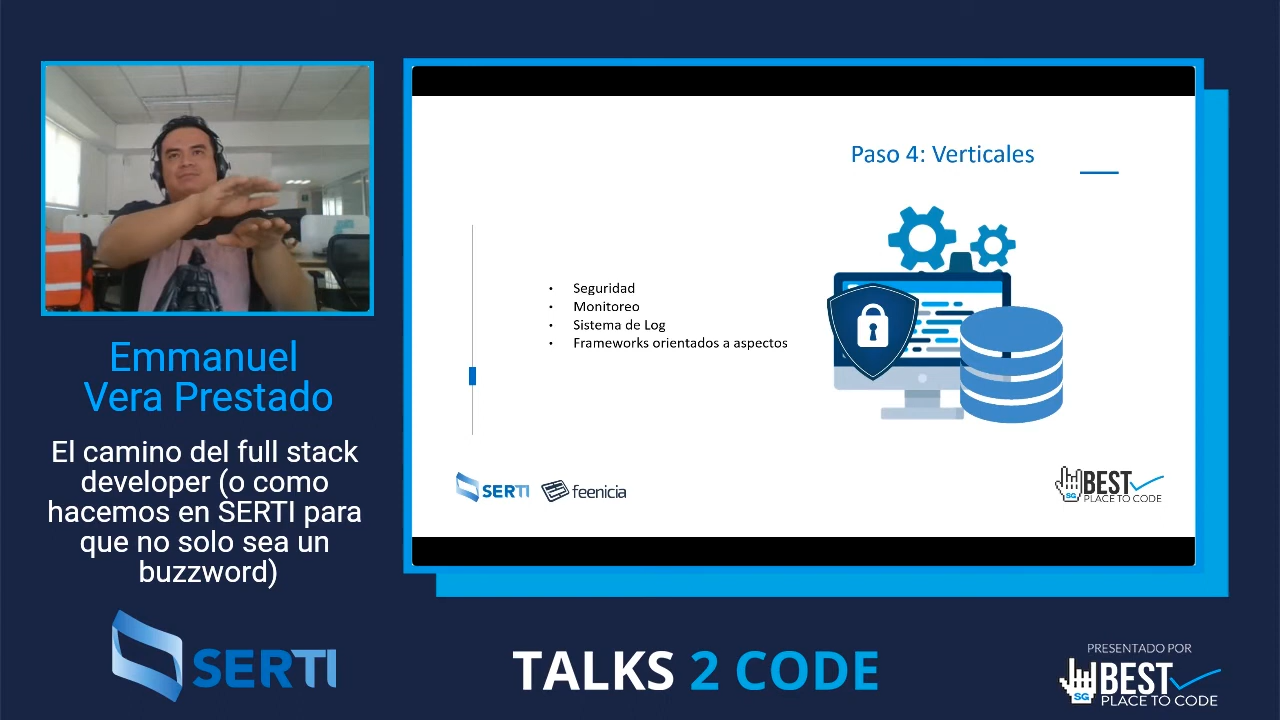 Emmanuel
Vera Prestado
El camino del full stack
developer (o como
hacemos en SERTI para
que no solo sea un
buzzword)
SERTI
Paso 4: Verticales
• Seguridad
• Monitoreo
• Sistema de Log
• Frameworks orientados a aspectos
SERTI
feenicia
SG
BEST
PLACE TO CODE
TALKS 2 CODE
PRESENTADO POR
SG
BEST
PLACE TO CODE